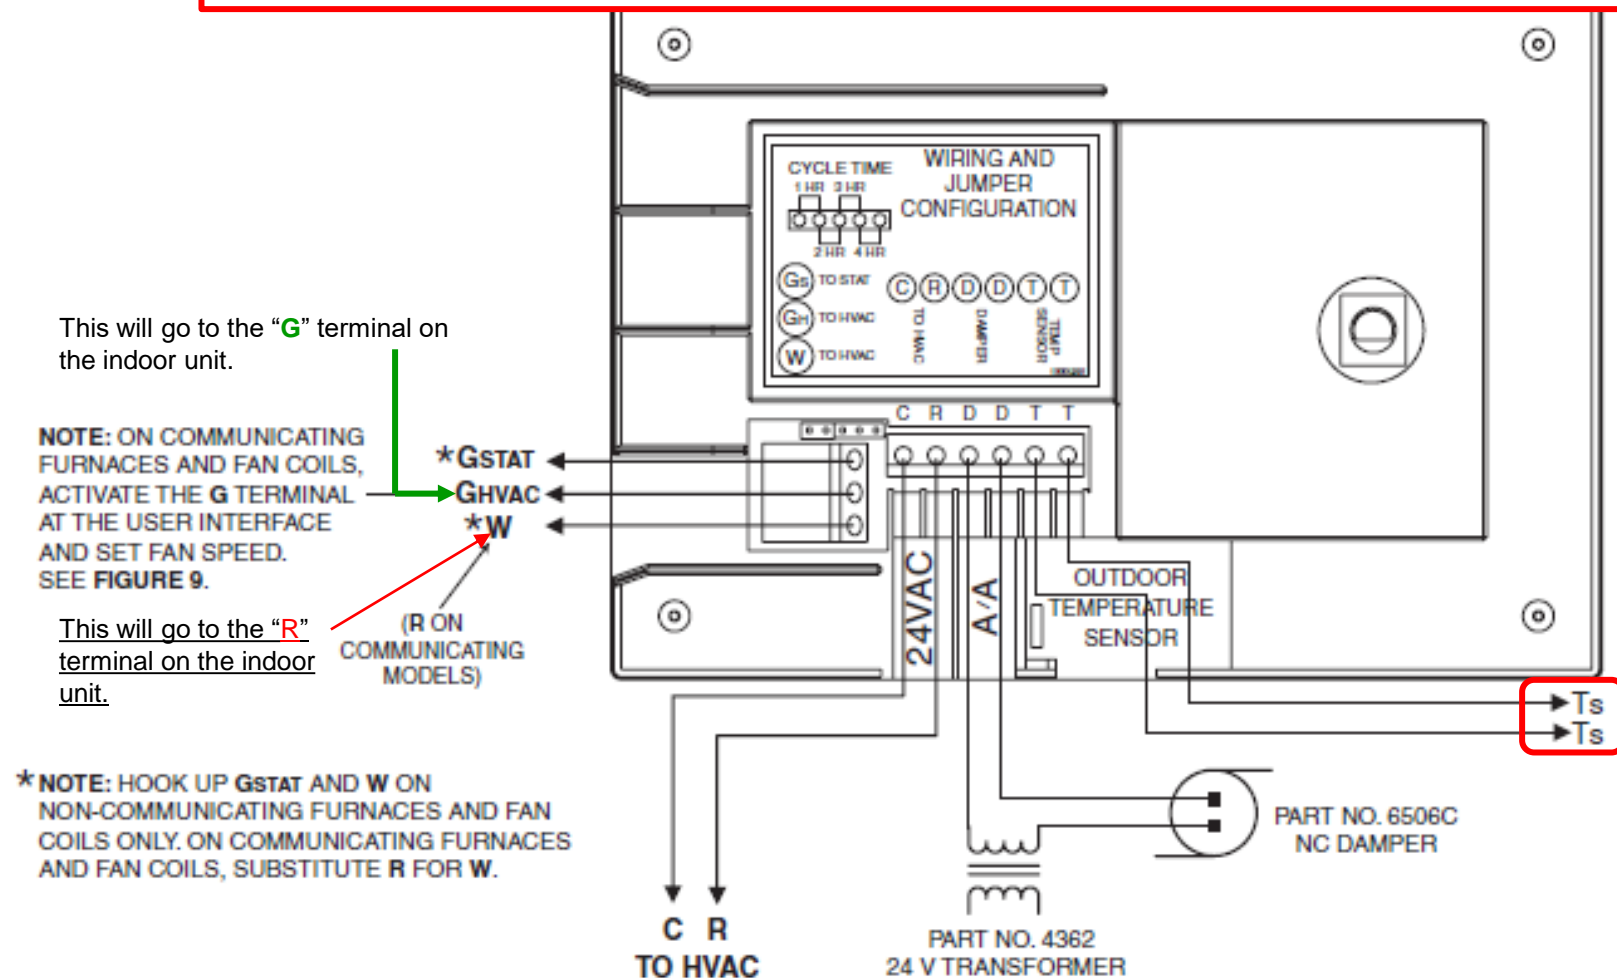 WIRING AND
JUMPER
CONFIGURATION
CYCLE TIME
1 HR 3 HR
2 HR 4 HR
GS TO STAT
GH TO HVAC
W TO HVAC
C R D D T T
TO HVAC
DAMPER
TEMP
SENSOR
This will go to the “G” terminal on
the indoor unit.
NOTE: ON COMMUNICATING
FURNACES AND FAN COILS,
ACTIVATE THE G TERMINAL
AT THE USER INTERFACE
AND SET FAN SPEED.
SEE FIGURE 9.
This will go to the “R”
terminal on the indoor
unit.
*GSTAT
GHVAC
*W
(R ON
COMMUNICATING
MODELS)
C R D D T T
24VAC
A/A
OUTDOOR
TEMPERATURE
SENSOR
Ts
Ts
* NOTE: HOOK UP GSTAT AND W ON
NON-COMMUNICATING FURNACES AND FAN
COILS ONLY. ON COMMUNICATING FURNACES
AND FAN COILS, SUBSTITUTE R FOR W.
C R
TO HVAC
PART NO. 4362
24 V TRANSFORMER
PART NO. 6506C
NC DAMPER